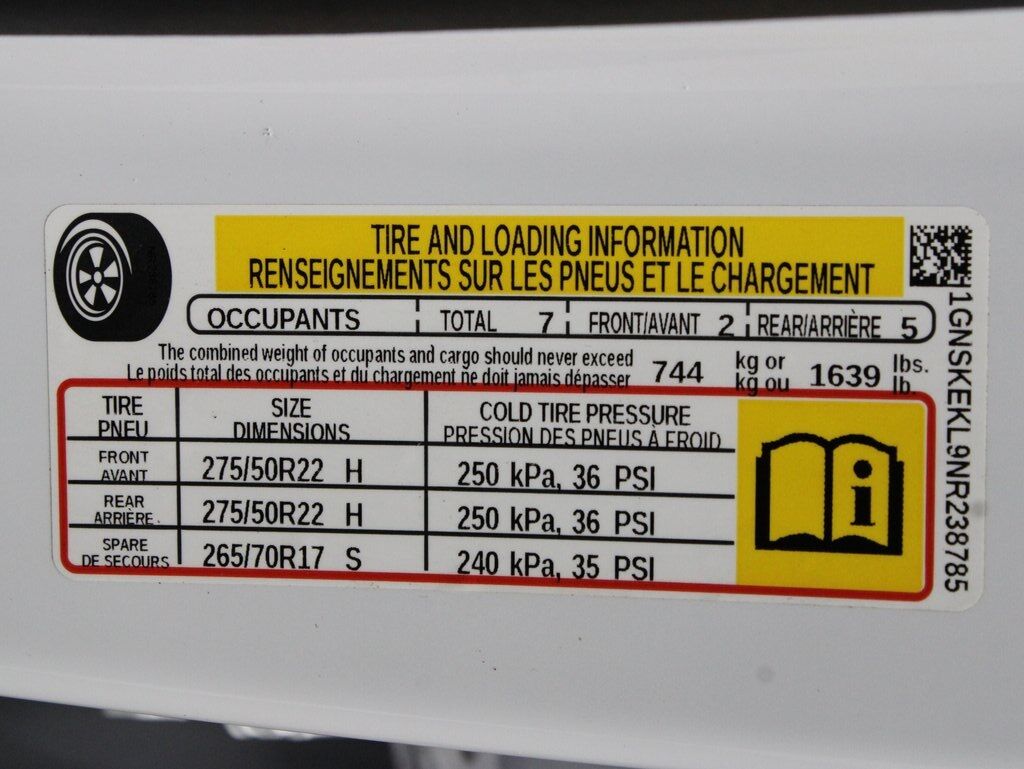 TIRE AND LOADING INFORMATION
RENSEIGNEMENTS SUR LES PNEUS ET LE CHARGEMENT
OCCUPANTS TOTAL 7 FRONT/AVANT 2 REAR/ARRIÈRE 5
The combined weight of occupants and cargo should never exceed 744 kg or 1639 lbs.
Le poids total des occupants et du chargement ne doit jamais dépasser kg ou lb.
TIRE SIZE COLD TIRE PRESSURE
PNEU DIMENSIONS PRESSION DES PNEUS À FROID
FRONT
AVANT 275/50R22 H 250 kPa, 36 PSI
REAR
ARRIÈRE 275/50R22 H 250 kPa, 36 PSI
SPARE
DE SECOURS 265/70R17 S 240 kPa, 35 PSI
i
1GNSKEKL9NR238785